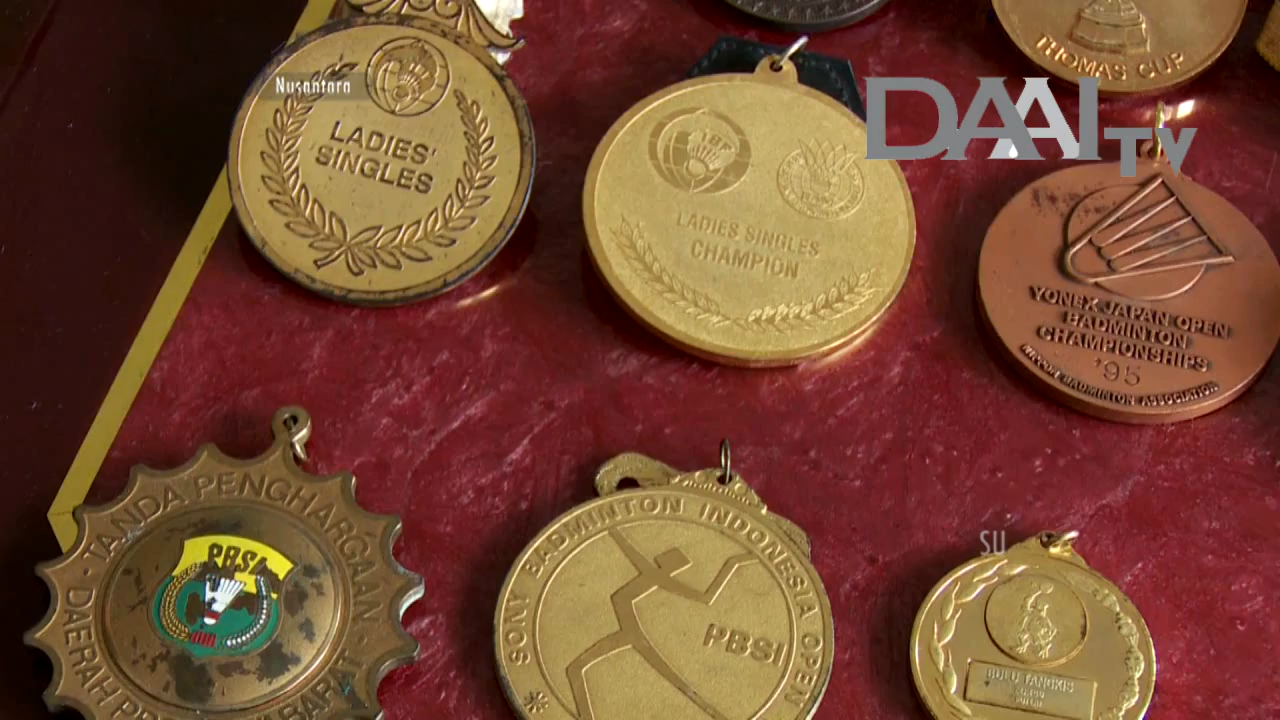 Nusantara
LADIES'
SINGLES
LADIES SINGLES
CHAMPION
THOMAS CUP
DAAI TV
YONEX JAPAN OPEN
BADMINTON
CHAMPIONSHIPS
'95
NIPPON BADMINTON ASSOCIATION
TANDA PENGHARGAAN
PBSI
DAERAH
BADMINTON INDONESIA OPEN
PBSI
SU
BULU TANGKIS